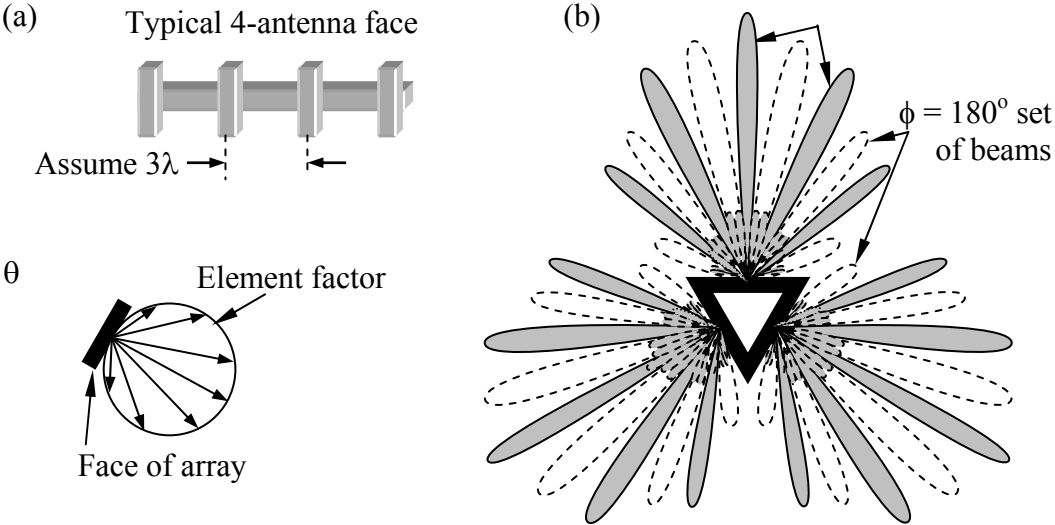 (a)
Typical 4-antenna face
Assume 3λ
θ
Element factor
Face of array
(b)
ϕ = 180° set
of beams